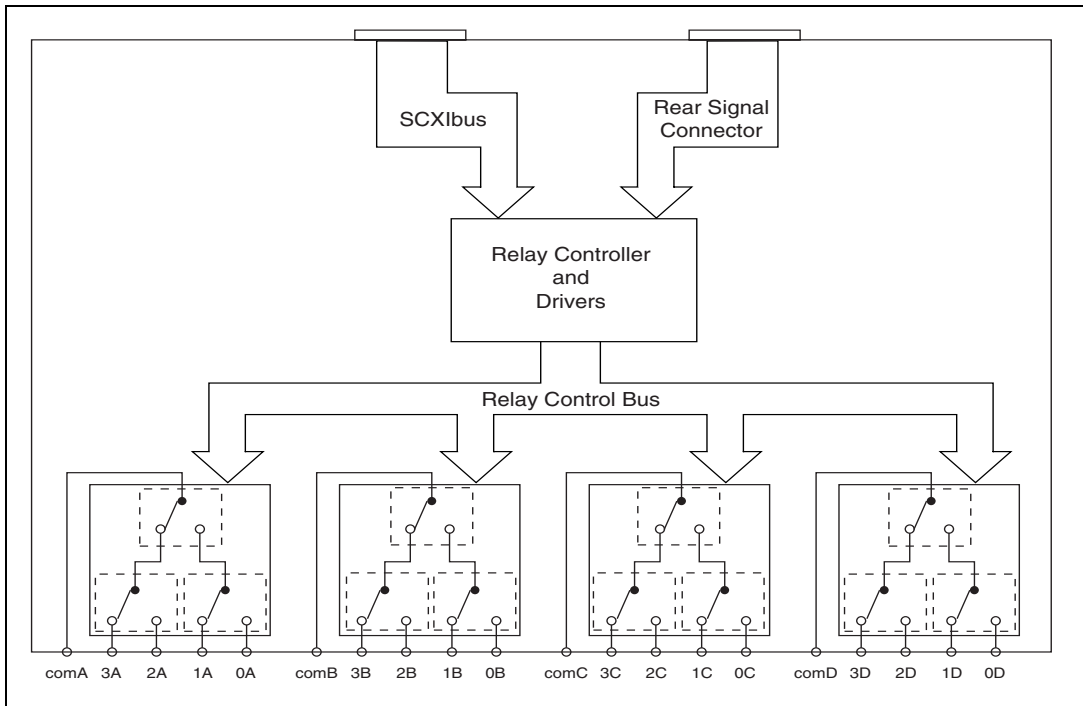 SCXIbus
Rear Signal
Connector
Relay Controller
and
Drivers
Relay Control Bus
comA 3A 2A 1A 0A comB 3B 2B 1B 0B comC 3C 2C 1C 0C comD 3D 2D 1D 0D